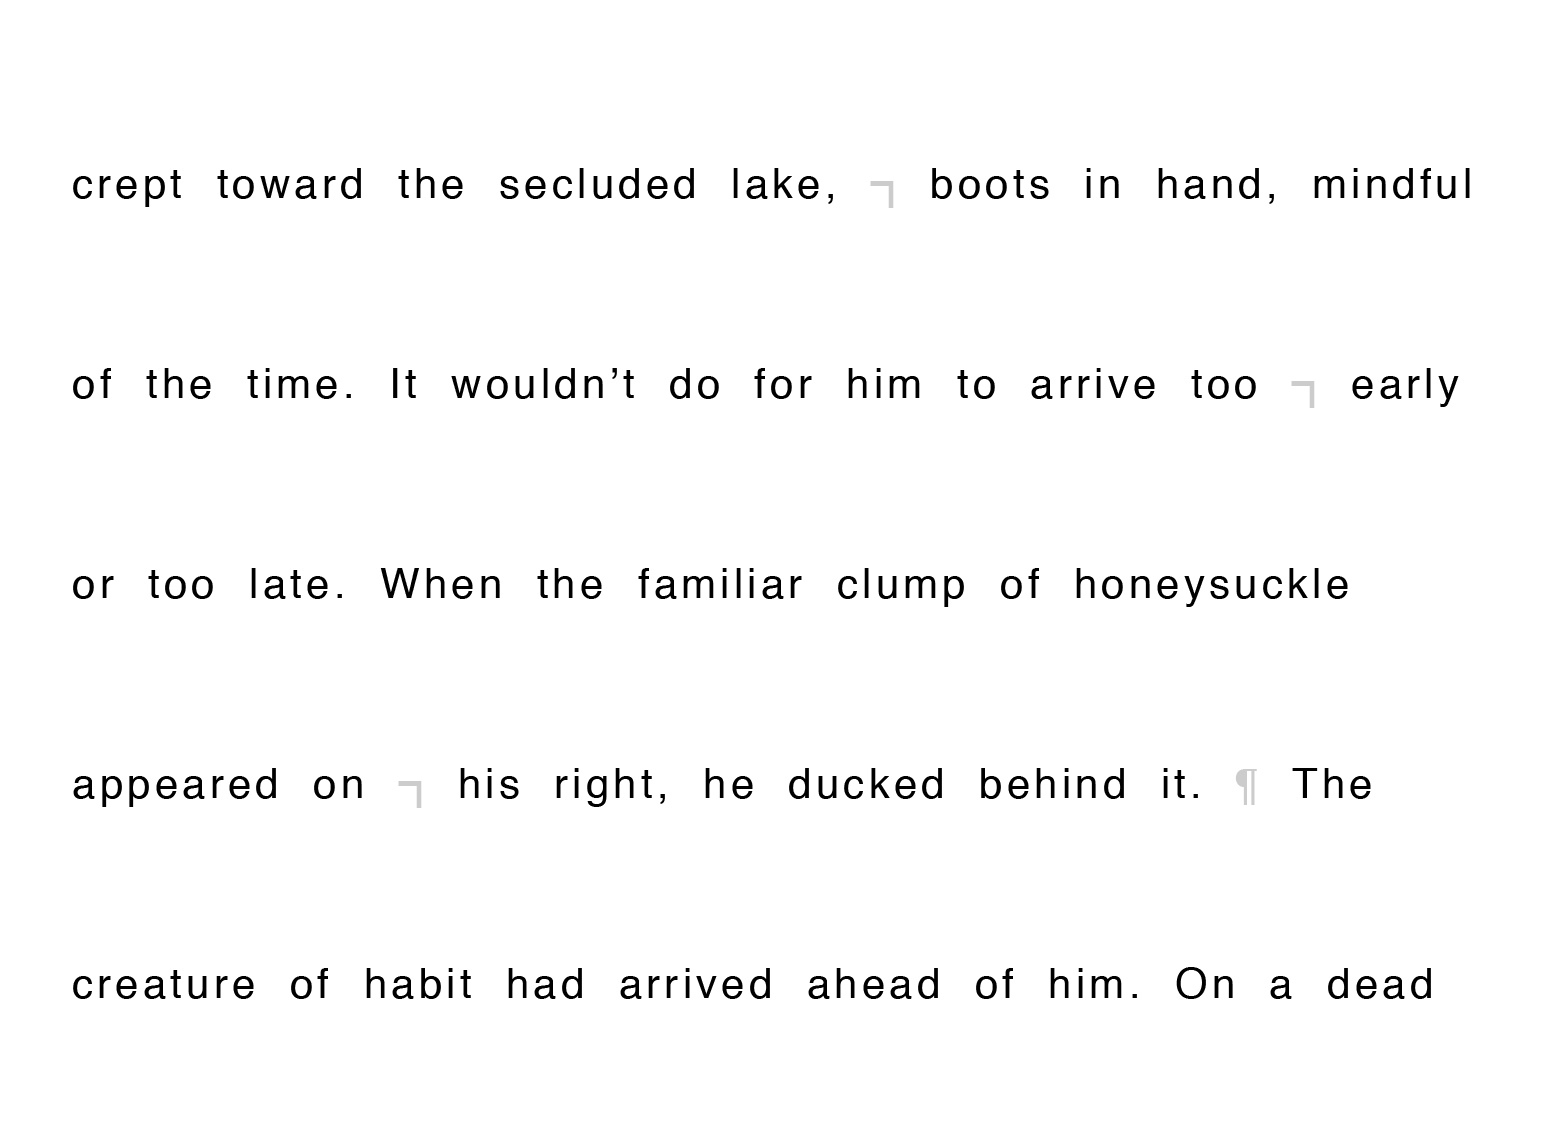 crept toward the secluded lake, ¬ boots in hand, mindful
of the time. It wouldn’t do for him to arrive too ¬ early
or too late. When the familiar clump of honeysuckle
appeared on ¬ his right, he ducked behind it. ¶ The
creature of habit had arrived ahead of him. On a dead